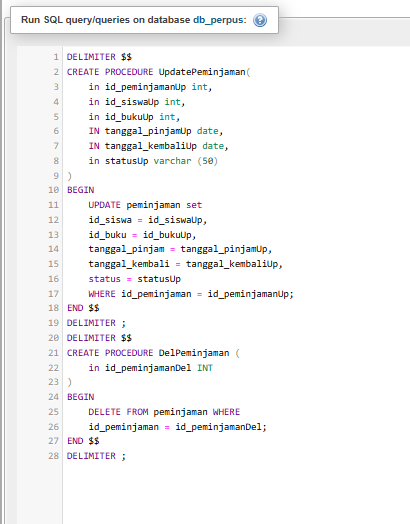 Run SQL query/queries on database db_perpus:
1 DELIMITER $$
2 CREATE PROCEDURE UpdatePeminjaman(
3 in id_peminjamanUp int,
4 in id_siswaUp int,
5 in id_bukuUp int,
6 IN tanggal_pinjamUp date,
7 IN tanggal_kembaliUp date,
8 in statusUp varchar (50)
9 )
10 BEGIN
11 UPDATE peminjaman set
12 id_siswa = id_siswaUp,
13 id_buku = id_bukuUp,
14 tanggal_pinjam = tanggal_pinjamUp,
15 tanggal_kembali = tanggal_kembaliUp,
16 status = statusUp
17 WHERE id_peminjaman = id_peminjamanUp;
18 END $$
19 DELIMITER ;
20 DELIMITER $$
21 CREATE PROCEDURE DelPeminjaman (
22 in id_peminjamanDel INT
23 )
24 BEGIN
25 DELETE FROM peminjaman WHERE
26 id_peminjaman = id_peminjamanDel;
27 END $$
28 DELIMITER ;